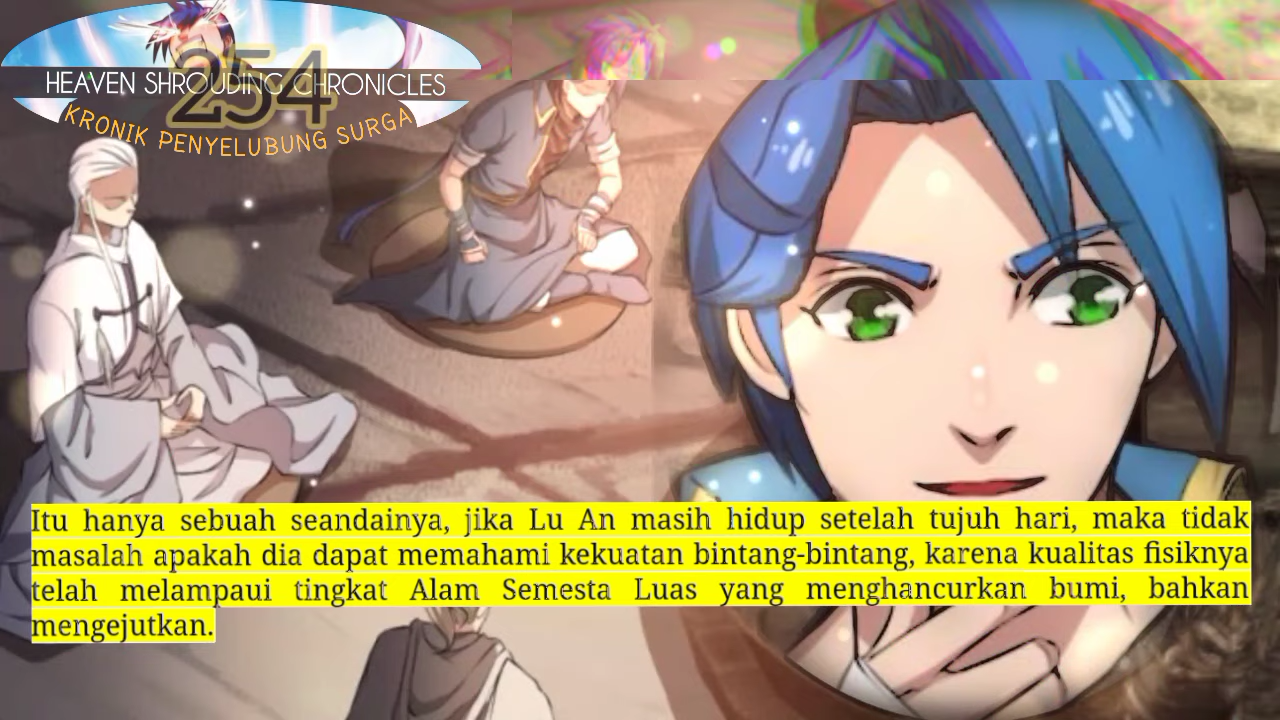 254
HEAVEN SHROUDING CHRONICLES
KRONIK PENYELUBUNG SURGA
Itu hanya sebuah seandainya, jika Lu An masih hidup setelah tujuh hari, maka tidak
masalah apakah dia dapat memahami kekuatan bintang-bintang, karena kualitas fisiknya
telah melampaui tingkat Alam Semesta Luas yang menghancurkan bumi, bahkan
mengejutkan.